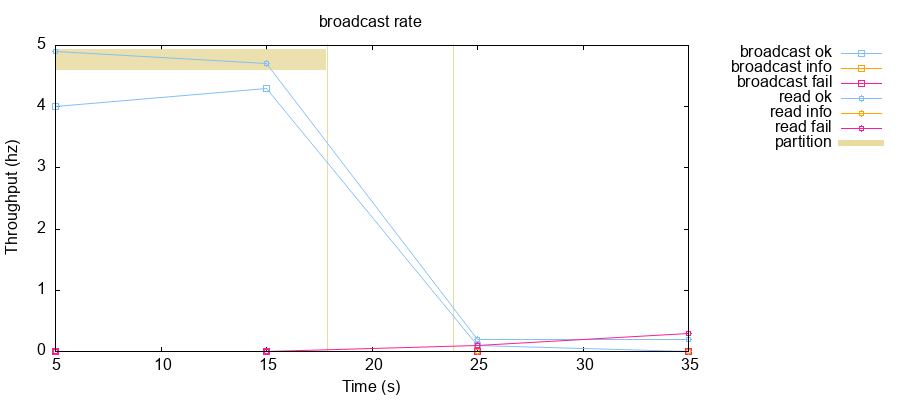 broadcast rate
Throughput (hz)
5
4
3
2
1
0
5 10 15 20 25 30 35
Time (s)
broadcast ok
broadcast info
broadcast fail
read ok
read info
read fail
partition